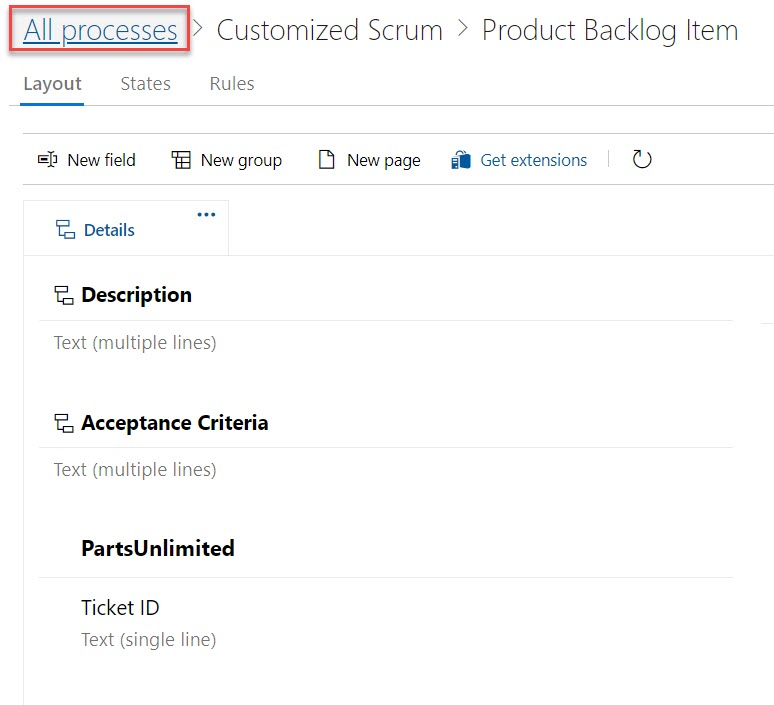 All processes > Customized Scrum > Product Backlog Item
Layout States Rules
New field New group New page Get extensions
Details ...
Description
Text (multiple lines)
Acceptance Criteria
Text (multiple lines)
PartsUnlimited
Ticket ID
Text (single line)